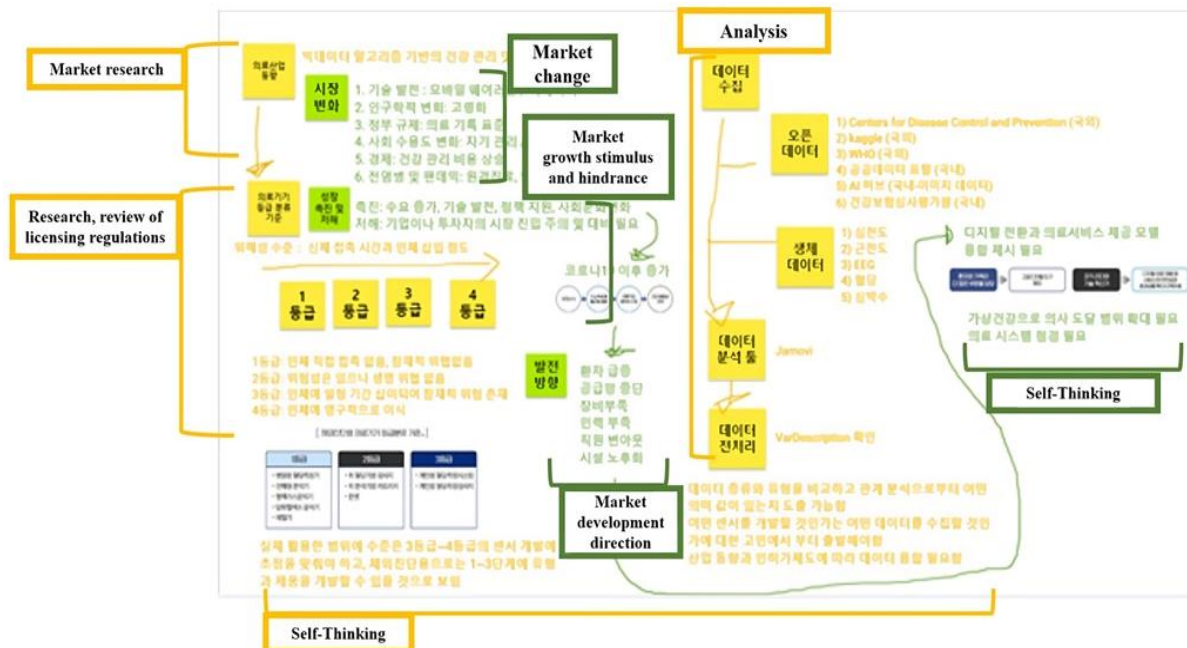 Market research
의료산업
동향
빅데이터 알고리즘 기반의 건강 관리 및
Market
change
시장
변화
1. 기술 발전 : 모바일 웨어러블
2. 인구학적 변화: 고령화
3. 정부 규제: 의료 기록 표준
4. 사회 수용도 변화: 자기 관리
5. 경제: 건강 관리 비용 상승
6. 전염병 및 팬데믹: 원격진료,
Market
growth stimulus
and hindrance
Research, review of
licensing regulations
의료기기
등급 분류
기준
성장
촉진 및
저해
촉진: 수요 증가, 기술 발전, 정책 지원, 사회문화 변화
저해: 기업이나 투자자의 시장 진입 주의 및 대비 필요
위해성 수준 : 신체 접촉 시간과 인체 삽입 정도
코로나19 이후 증가
1
등급
2
등급
3
등급
4
등급
1등급: 인체 직접 접촉 없음, 잠재적 위험없음
2등급: 위험성은 있으나 생명 위협 없음
3등급: 인체에 일정 기간 삽입되어 잠재적 위험 존재
4등급: 인체에 영구적으로 이식
1등급
2등급
3등급
발전
방향
환자 급증
공급망 중단
장비부족
인력 부족
지원 번아웃
시설 노후화
Market
development
direction
실제 활용한 범위에 수준은 3등급~4등급의 센서 개발에
초점을 맞춰야 하고, 체외진단용으로는 1~3단계에 유형
과 제품을 개발할 수 있을 것으로 보임
Self-Thinking
Analysis
데이터
수집
오픈
데이터
1) Centers for Disease Control and Prevention (국외)
2) kaggle (국외)
3) WHO (국외)
4) 공공데이터 포털 (국내)
5) AI 허브 (국내-이미지 데이터)
6) 건강보험심사평가원 (국내)
생체
데이터
1) 심전도
2) 근전도
3) EEG
4) 혈당
5) 심박수
데이터
분석 툴
Jamovi
데이터
전처리
VarDescription 확인
데이터 종류와 유형을 비교하고 관계 분석으로부터 어떤
의미 값이 있는지 도출 가능함
어떤 센서를 개발할 것인가는 어떤 데이터를 수집할 것인
가에 대한 고민에서 부터 출발해야함
산업 동향과 인허가제도에 따라 데이터 융합 필요함
디지털 전환과 의료서비스 제공 모델
융합 제시 필요
가상건강으로 의사 도달 범위 확대 필요
의료 시스템 점검 필요
Self-Thinking